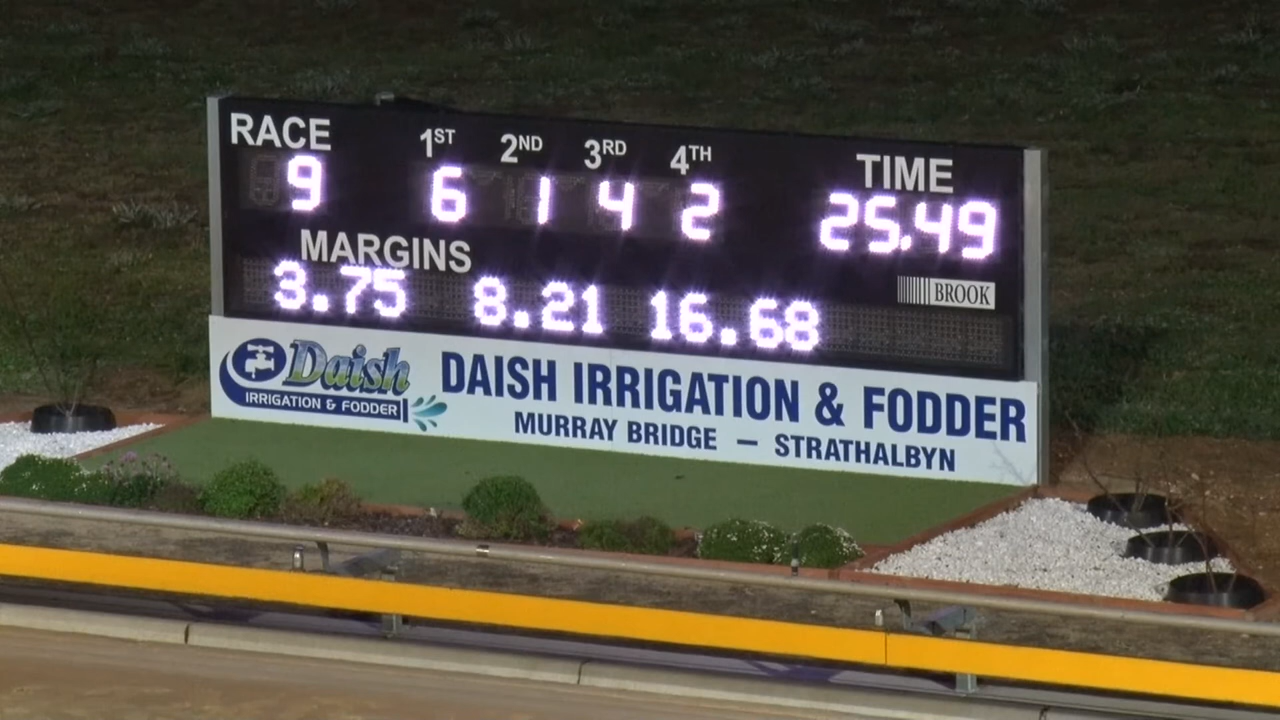 RACE 1ST 2ND 3RD 4TH TIME
9 6 1 4 2 25.49
MARGINS
3.75 8.21 16.68
BROOK
Daish
IRRIGATION & FODDER
DAISH IRRIGATION & FODDER
MURRAY BRIDGE — STRATHALBYN